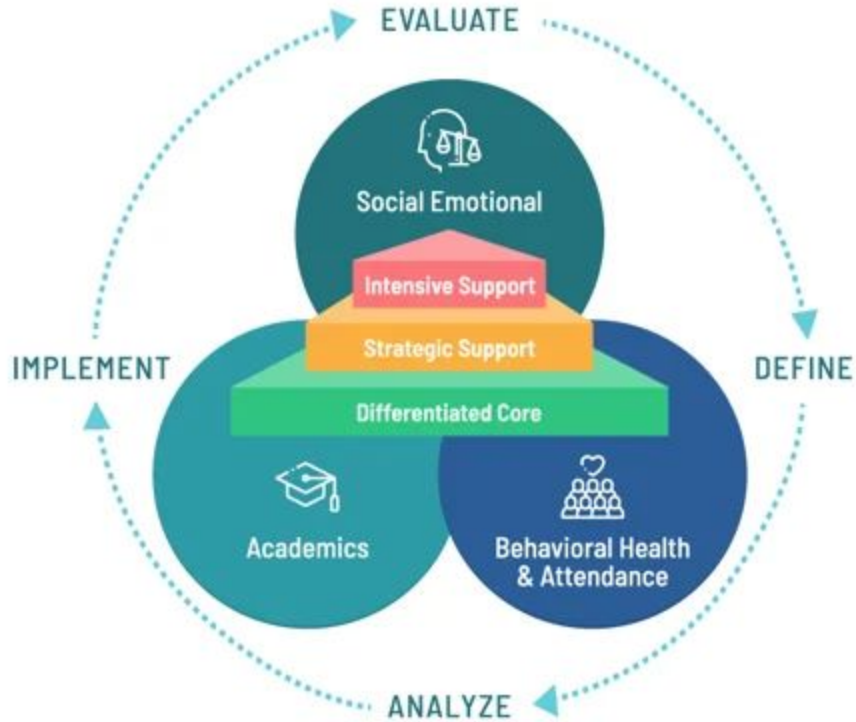 EVALUATE
Social Emotional
Intensive Support
Strategic Support
IMPLEMENT
DEFINE
Differentiated Core
Academics
Behavioral Health
& Attendance
ANALYZE